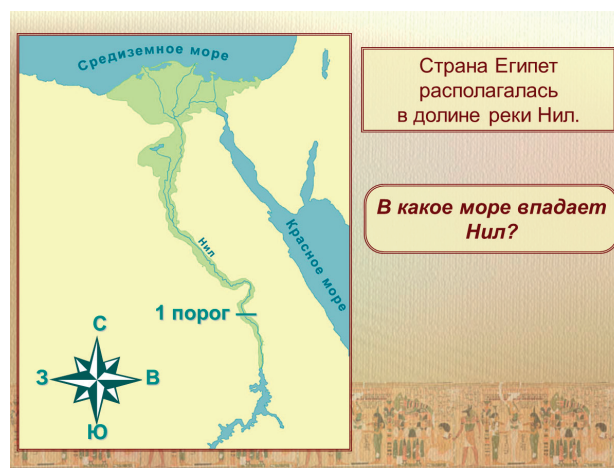 Средиземное море
Страна Египет
располагалась
в долине реки Нил.
В какое море впадает
Нил?
Нил
Красное море
1 порог
С
З
В
Ю